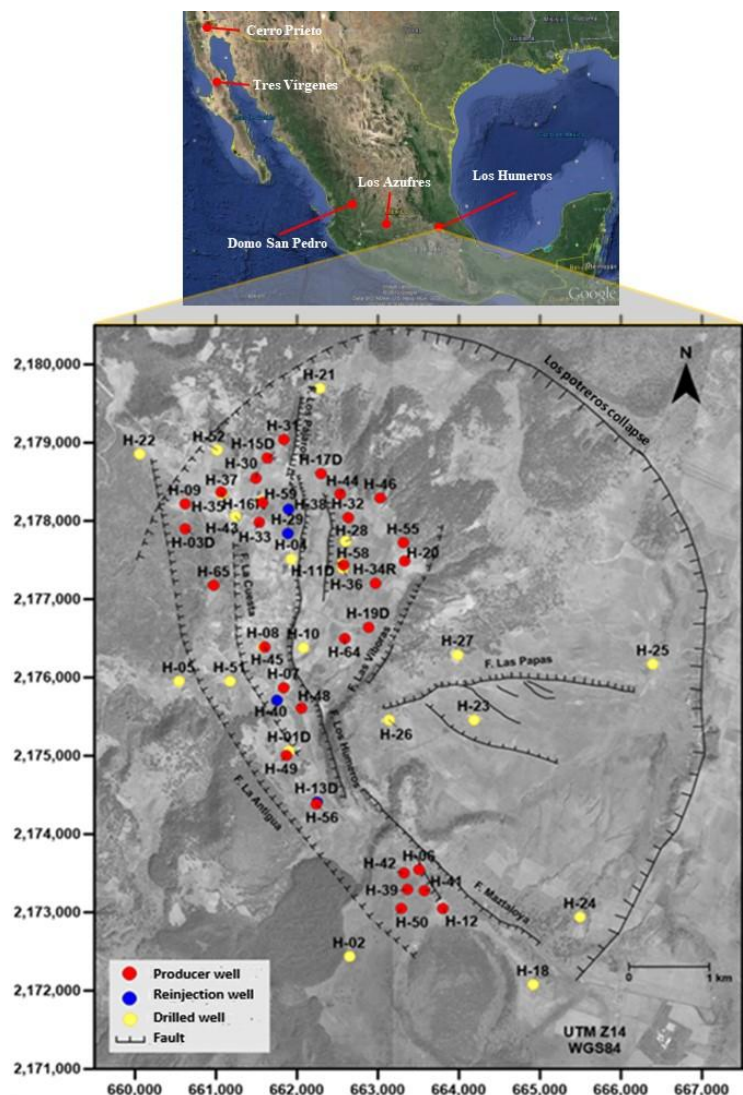 Cerro Prieto
Tres Vírgenes
Los Azufres
Los Humeros
Domo San Pedro
Google
2,180,000
2,179,000
2,178,000
2,177,000
2,176,000
2,175,000
2,174,000
2,173,000
2,172,000
2,171,000
N
Los potreros collapse
H-21
H-22
H-52
H-31
H-15D
H-17D
H-30
H-44
H-46
H-37
H-09
H-59
H-35
H-16
H-38
H-32
H-43
H-29
H-28
H-55
H-03D
H-33
H-04
H-58
H-20
H-11D
H-34R
H-65
H-36
F. La Cuesta
H-19D
H-08
H-10
H-64
H-27
H-25
H-45
F. Las Víboras
F. Las Papas
H-05
H-51
H-07
H-48
H-23
H-40
H-26
H-01D
F. Los Humeros
H-49
H-13D
F. La Antigua
H-56
H-42
H-06
H-39
H-41
F. Maztaloya
H-50
H-12
H-24
H-02
H-18
0
1 km
Producer well
Reinjection well
Drilled well
Fault
UTM Z14
WGS84
660,000
661,000
662,000
663,000
664,000
665,000
666,000
667,000